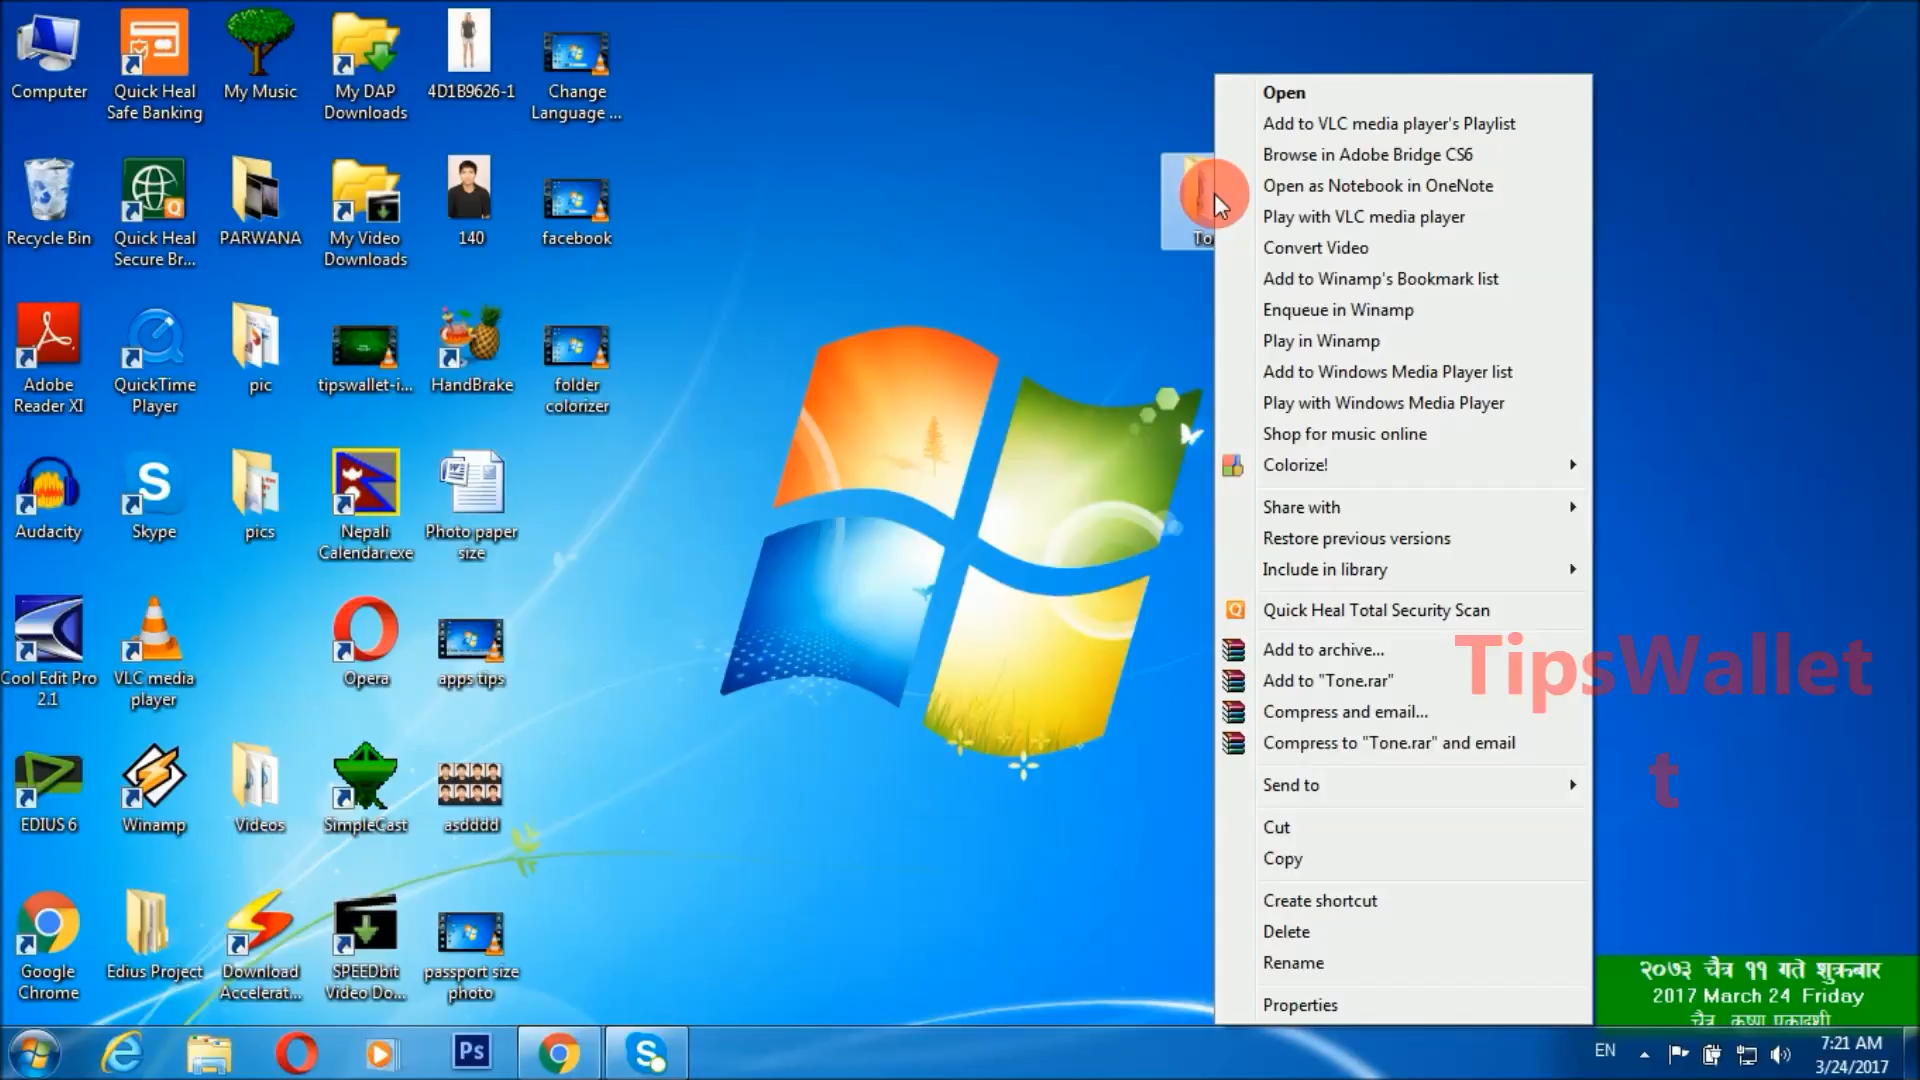 Computer
Quick Heal
Safe Banking
My Music
My DAP
Downloads
4D1B9626-1
Change
Language ...
Recycle Bin
Quick Heal
Secure Br...
PARWANA
My Video
Downloads
140
facebook
Adobe
Reader XI
QuickTime
Player
pic
tipswallet-i...
HandBrake
folder
colorizer
Audacity
Skype
pics
Nepali
Calendar.exe
Photo paper
size
Cool Edit Pro
2.1
VLC media
player
Opera
apps tips
EDIUS 6
Winamp
Videos
SimpleCast
asdddd
Google
Chrome
Edius Project
Download
Accelerat...
SPEEDbit
Video Do...
passport size
photo
To
Open
Add to VLC media player's Playlist
Browse in Adobe Bridge CS6
Open as Notebook in OneNote
Play with VLC media player
Convert Video
Add to Winamp's Bookmark list
Enqueue in Winamp
Play in Winamp
Add to Windows Media Player list
Play with Windows Media Player
Shop for music online
Colorize!
Share with
Restore previous versions
Include in library
Quick Heal Total Security Scan
Add to archive...
Add to "Tone.rar"
Compress and email...
Compress to "Tone.rar" and email
Send to
Cut
Copy
Create shortcut
Delete
Rename
Properties
TipsWallet
t
२०७३ चैत्र ११ गते शुक्रबार
2017 March 24 Friday
चैत्र कृष्ण एकादशी
Ps
EN
7:21 AM
3/24/2017